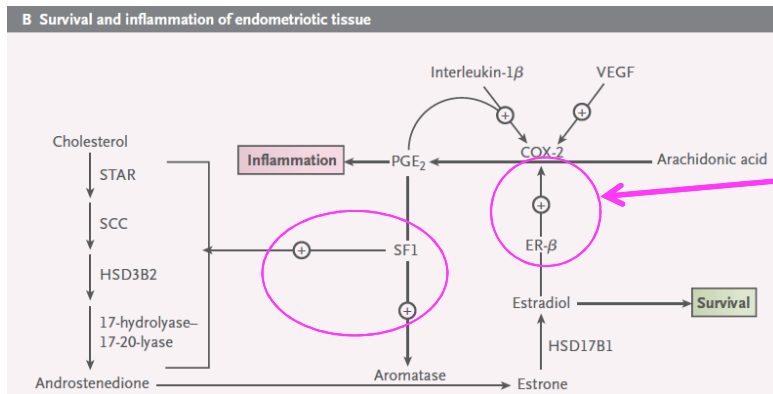 B Survival and inflammation of endometriotic tissue
Interleukin-1β
VEGF
Cholesterol
COX-2
Inflammation
PGE₂
Arachidonic acid
STAR
SCC
SF1
ER-β
HSD3B2
Estradiol
Survival
17-hydrolyase–
17-20-lyase
HSD17B1
Androstenedione
Aromatase
Estrone
+
+
+
+
+